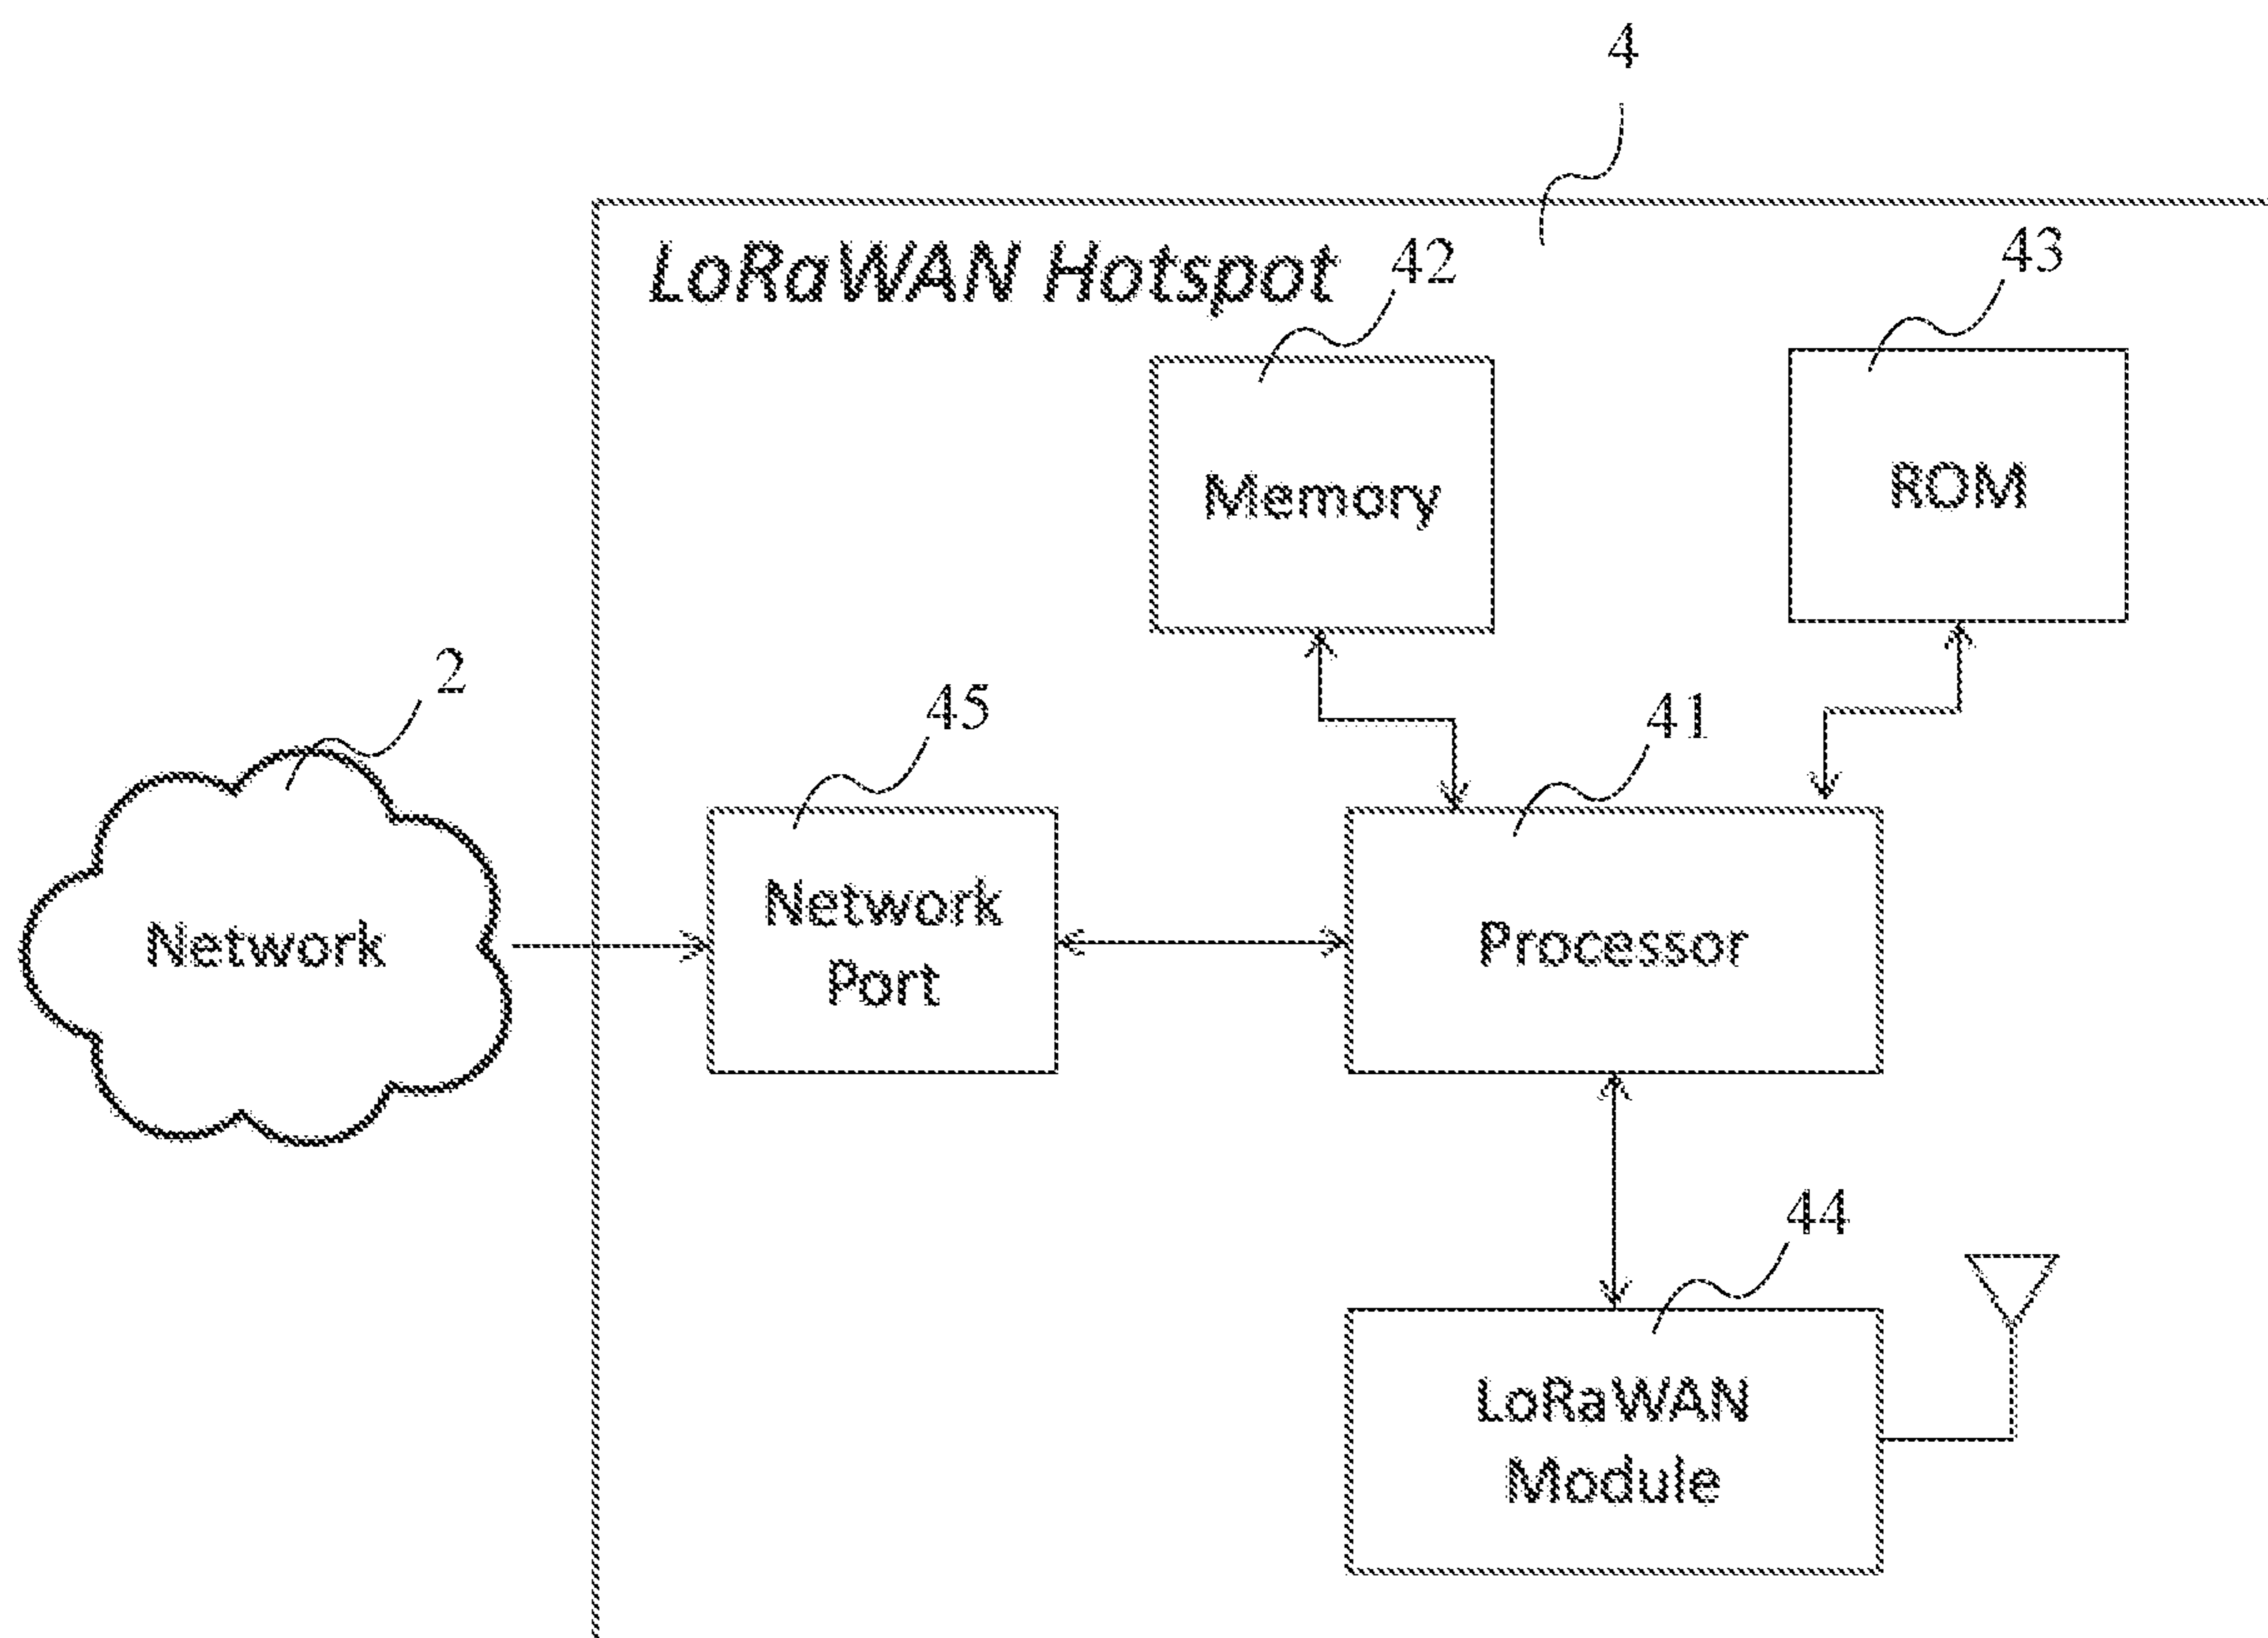 4
LoRaWAN Hotspot
42
43
Memory
ROM
2
45
41
Network
Network
Port
Processor
44
LoRaWAN
Module